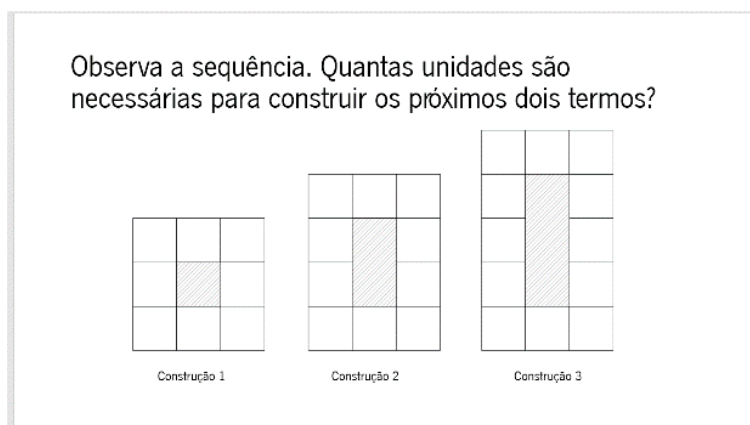 Observa a sequência. Quantas unidades são
necessárias para construir os próximos dois termos?
Construção 1
Construção 2
Construção 3